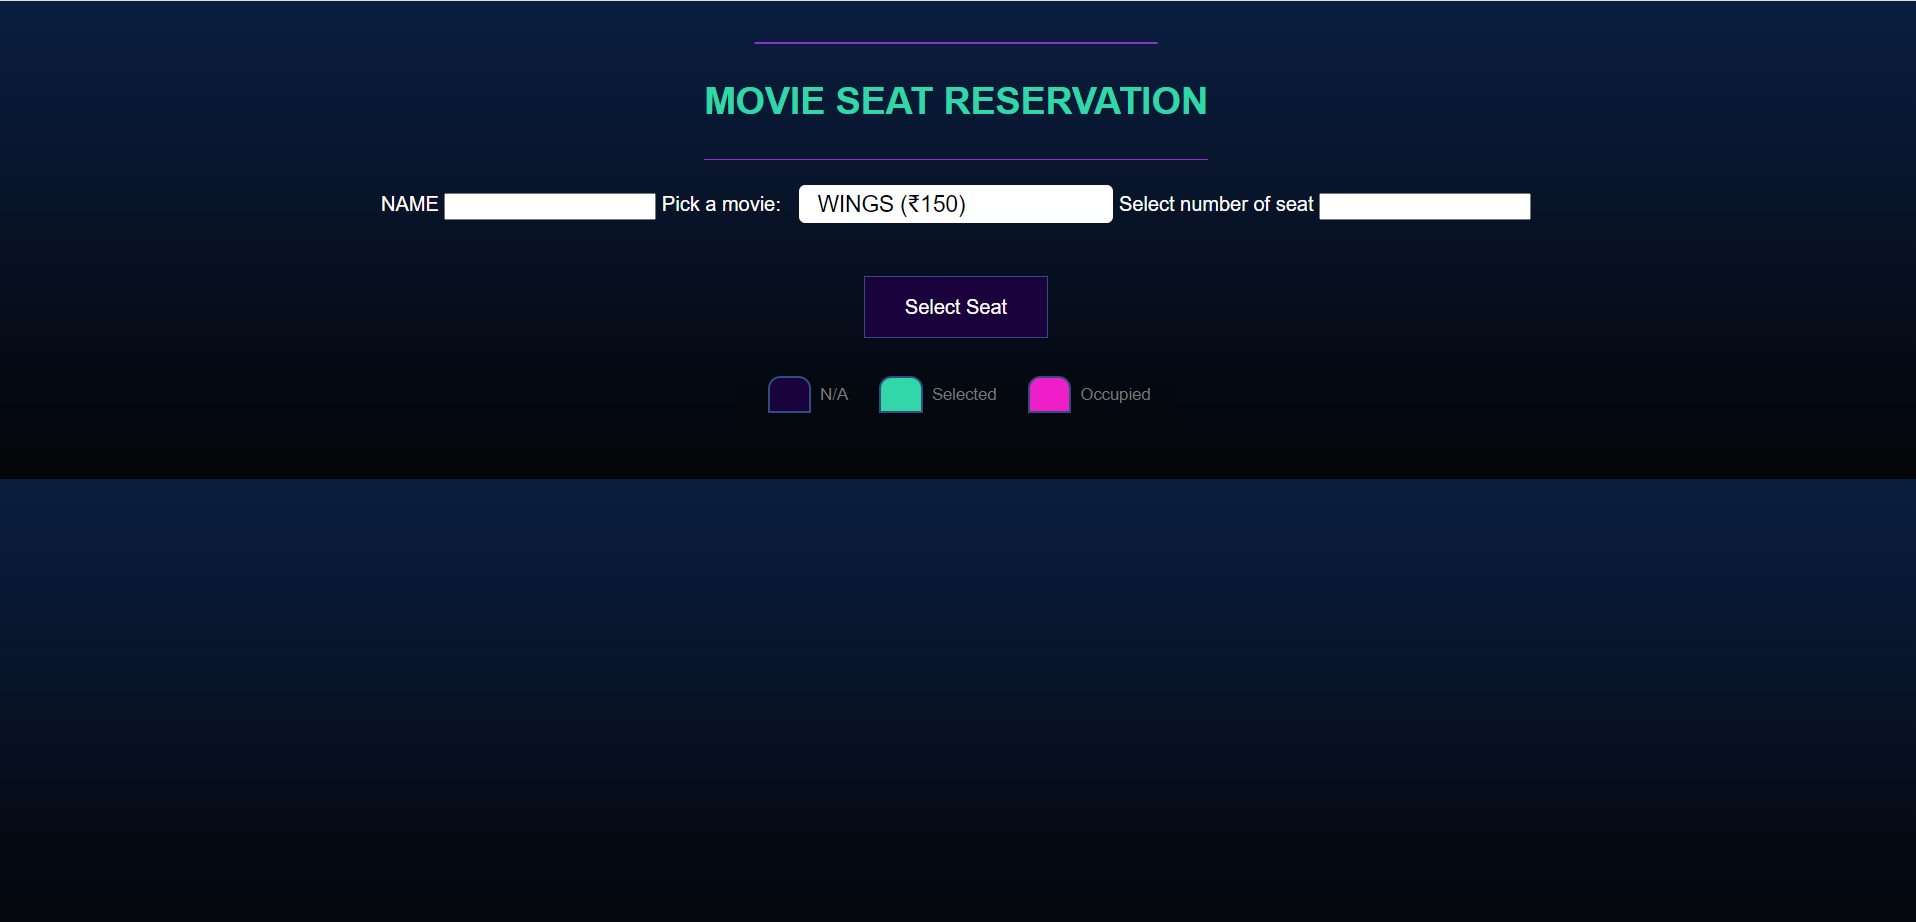 MOVIE SEAT RESERVATION
NAME Pick a movie: WINGS (₹150) Select number of seat
Select Seat
N/A Selected Occupied